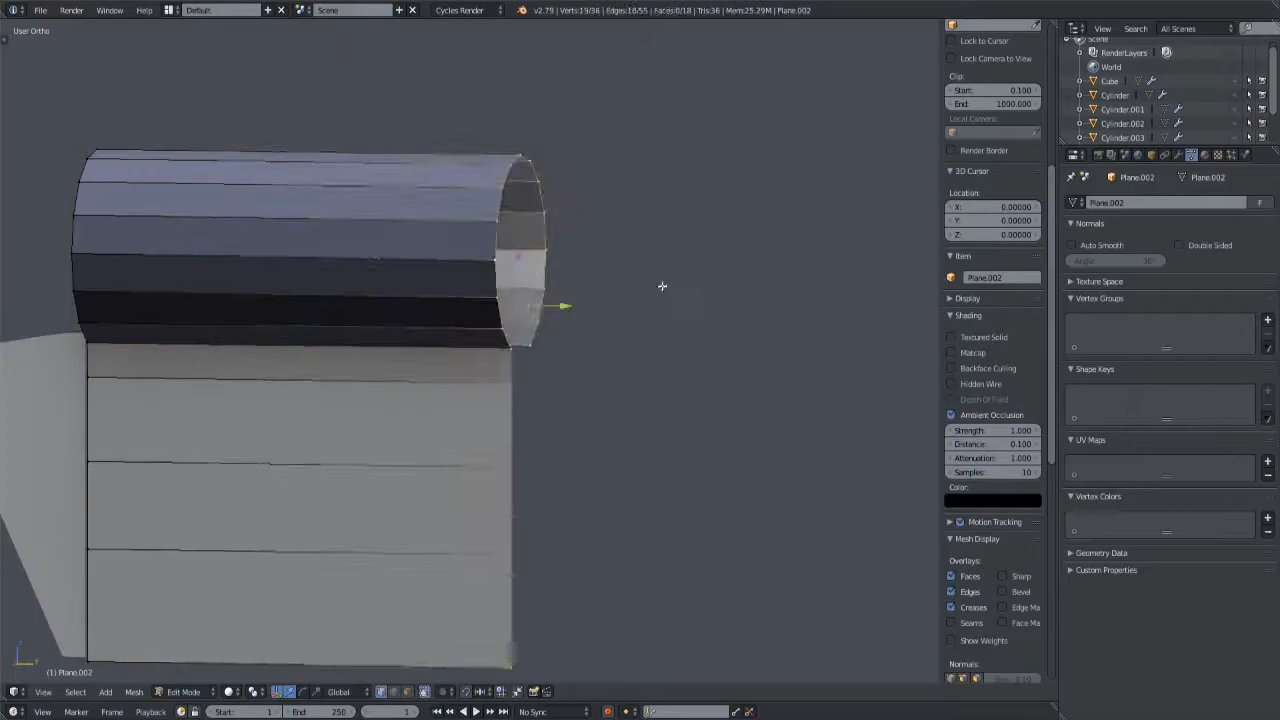 File Render Window Help Default Scene Cycles Render v2.79 | Verts:19/38 | Edges:18/55 | Faces:0/18 | Tris:36 | Mem:25.29M | Plane.002
User Ortho
Lock to Cursor
Lock Camera to View
Clip:
Start: 0.100
End: 1000.000
Local Camera:
Render Border
3D Cursor
Location:
X: 0.00000
Y: 0.00000
Z: 0.00000
Item
Plane.002
Display
Shading
Textured Solid
Matcap
Backface Culling
Hidden Wire
Depth Of Field
Ambient Occlusion
Strength: 1.000
Distance: 0.100
Attenuation: 1.000
Samples: 10
Color:
Motion Tracking
Mesh Display
Overlays:
Faces Sharp
Edges Bevel
Creases Edge Ma
Seams Face Ma
Show Weights
Normals:
View Search All Scenes
Scene
RenderLayers
World
Cube
Cylinder
Cylinder.001
Cylinder.002
Cylinder.003
Plane.002 Plane.002
Plane.002 F
Normals
Auto Smooth Double Sided
Angle: 30°
Texture Space
Vertex Groups
Shape Keys
UV Maps
Vertex Colors
Geometry Data
Custom Properties
(1) Plane.002
View Select Add Mesh Edit Mode Global
View Marker Frame Playback Start: 1 End: 250 1 No Sync